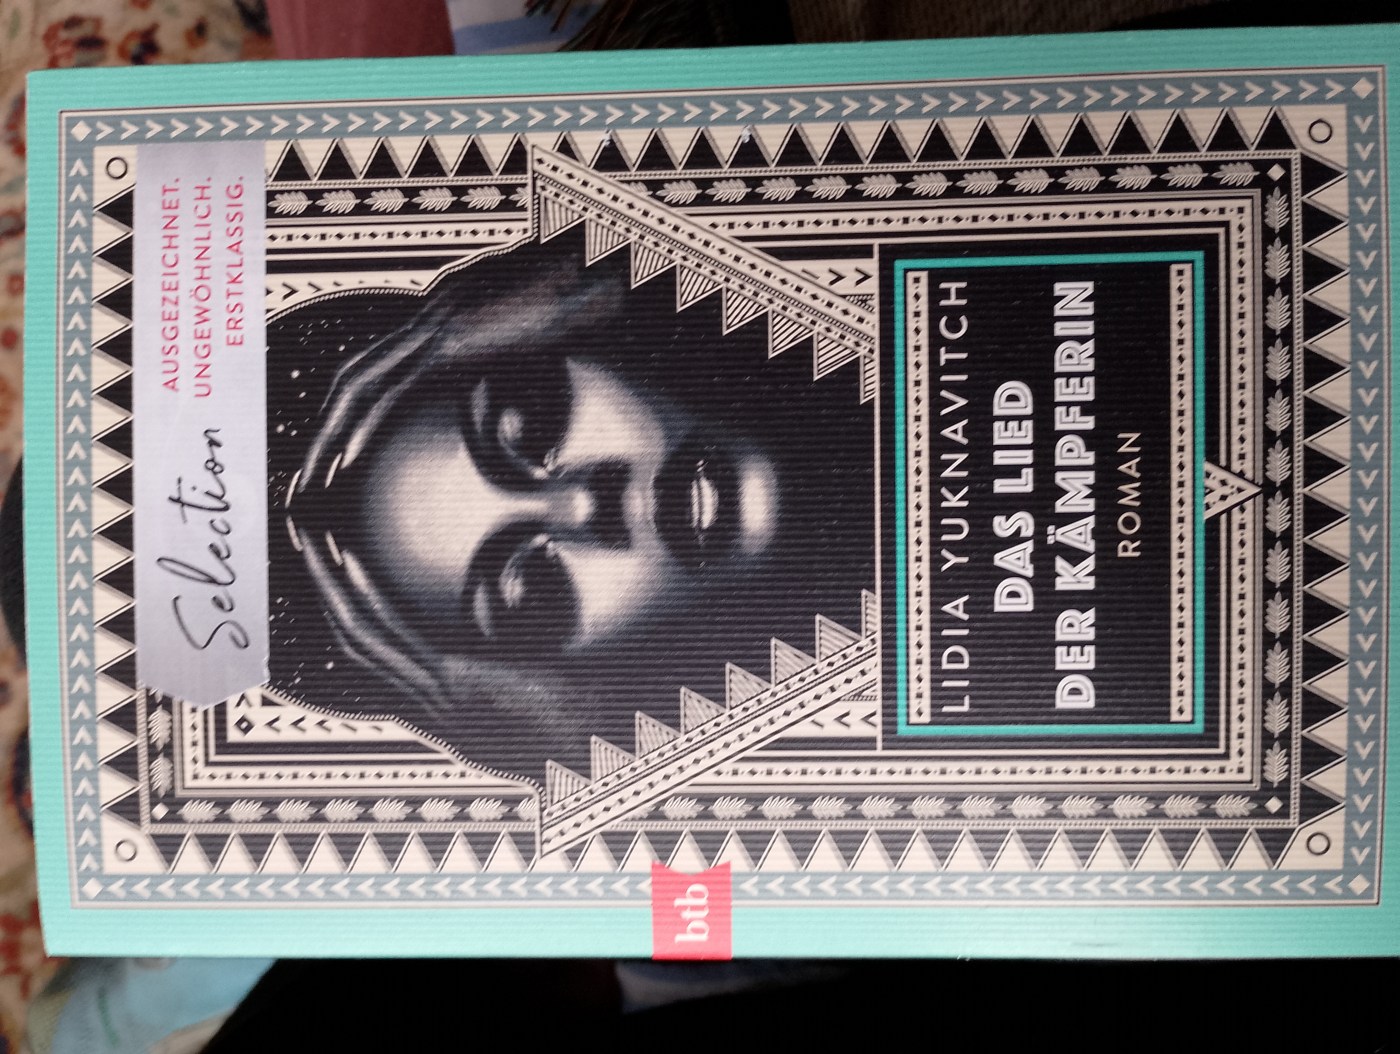 Selection
AUSGEZEICHNET.
UNGEWÖHNLICH.
ERSTKLASSIG.
LIDIA YUKNAVITCH
DAS LIED
DER KÄMPFERIN
ROMAN
btb